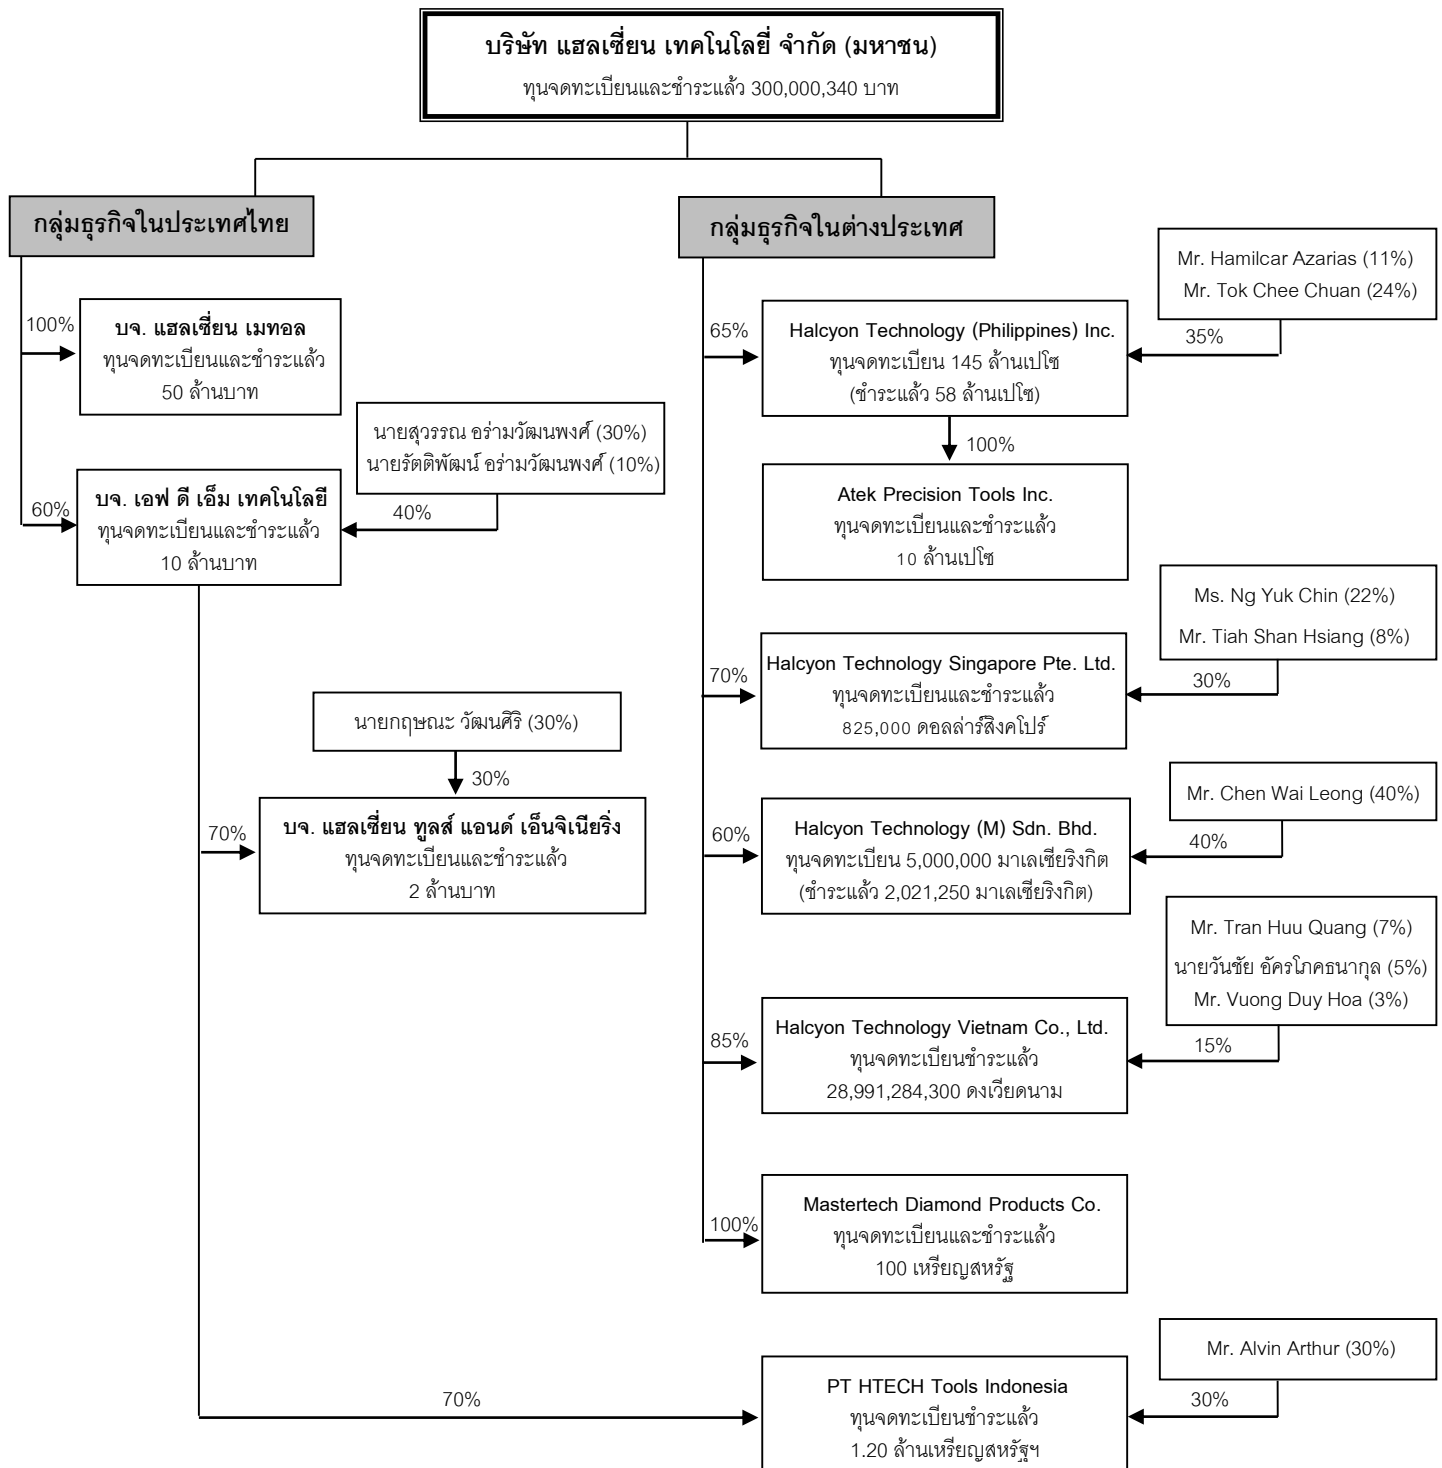 บริษัท แฮลเซี่ยน เทคโนโลยี่ จำกัด (มหาชน)
ทุนจดทะเบียนและชำระแล้ว 300,000,340 บาท
กลุ่มธุรกิจในประเทศไทย
100%
บจ. แฮลเซี่ยน เมทอล
ทุนจดทะเบียนและชำระแล้ว
50 ล้านบาท
นายสุวรรณ อร่ามวัฒนพงศ์ (30%)
นายรัตติพัฒน์ อร่ามวัฒนพงศ์ (10%)
60%
บจ. เอฟ ดี เอ็ม เทคโนโลยี
ทุนจดทะเบียนและชำระแล้ว
10 ล้านบาท
40%
นายกฤษณะ วัฒนศิริ (30%)
30%
70%
บจ. แฮลเซี่ยน ทูลส์ แอนด์ เอ็นจิเนียริ่ง
ทุนจดทะเบียนและชำระแล้ว
2 ล้านบาท
กลุ่มธุรกิจในต่างประเทศ
Mr. Hamilcar Azarias (11%)
Mr. Tok Chee Chuan (24%)
65%
Halcyon Technology (Philippines) Inc.
ทุนจดทะเบียน 145 ล้านเปโซ
(ชำระแล้ว 58 ล้านเปโซ)
35%
100%
Atek Precision Tools Inc.
ทุนจดทะเบียนและชำระแล้ว
10 ล้านเปโซ
Ms. Ng Yuk Chin (22%)
Mr. Tiah Shan Hsiang (8%)
70%
Halcyon Technology Singapore Pte. Ltd.
ทุนจดทะเบียนและชำระแล้ว
825,000 ดอลล่าร์สิงคโปร์
30%
Mr. Chen Wai Leong (40%)
60%
Halcyon Technology (M) Sdn. Bhd.
ทุนจดทะเบียน 5,000,000 มาเลเซียริงกิต
(ชำระแล้ว 2,021,250 มาเลเซียริงกิต)
40%
Mr. Tran Huu Quang (7%)
นายวันชัย อัครโภคธนากุล (5%)
Mr. Vuong Duy Hoa (3%)
85%
Halcyon Technology Vietnam Co., Ltd.
ทุนจดทะเบียนชำระแล้ว
28,991,284,300 ดงเวียดนาม
15%
100%
Mastertech Diamond Products Co.
ทุนจดทะเบียนและชำระแล้ว
100 เหรียญสหรัฐ
Mr. Alvin Arthur (30%)
70%
PT HTECH Tools Indonesia
ทุนจดทะเบียนชำระแล้ว
1.20 ล้านเหรียญสหรัฐฯ
30%